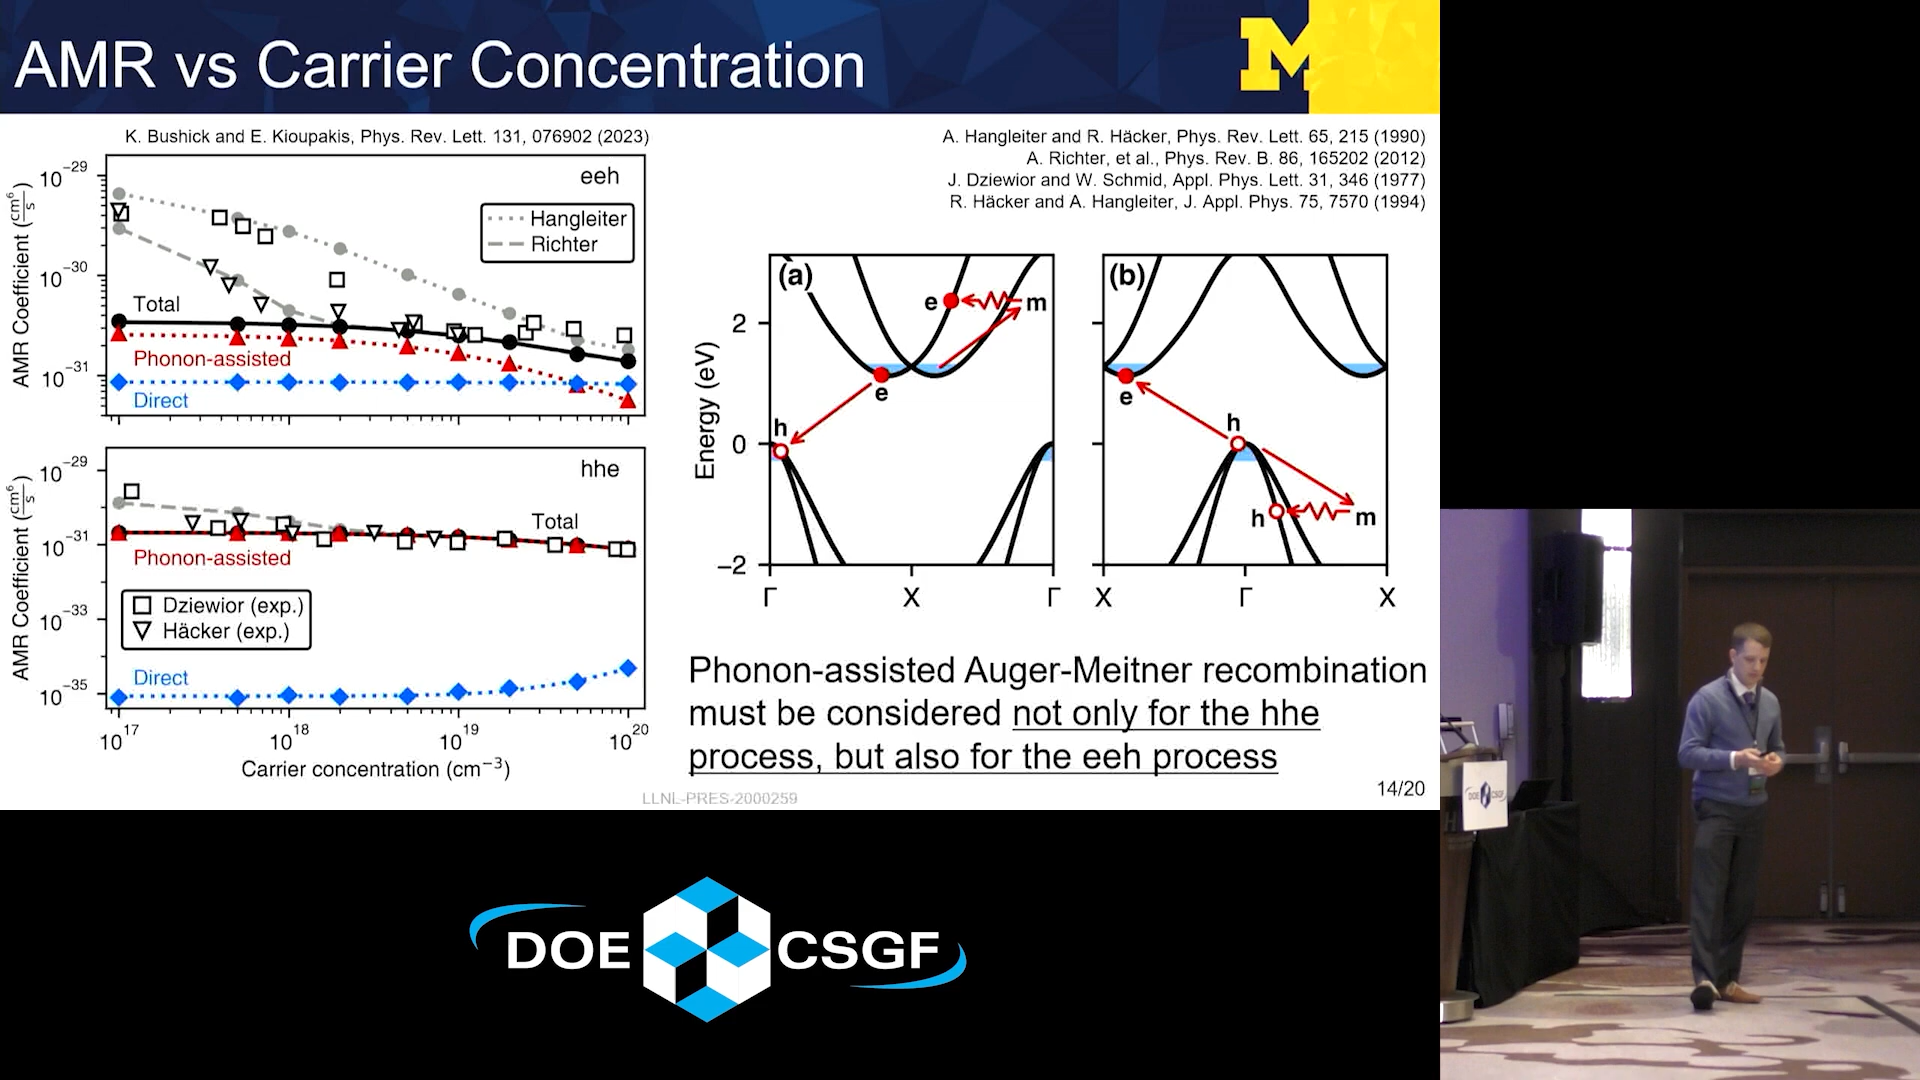 AMR vs Carrier Concentration
M
K. Bushick and E. Kioupakis, Phys. Rev. Lett. 131, 076902 (2023)
A. Hangleiter and R. Häcker, Phys. Rev. Lett. 65, 215 (1990)
A. Richter, et al., Phys. Rev. B. 86, 165202 (2012)
J. Dziewior and W. Schmid, Appl. Phys. Lett. 31, 346 (1977)
R. Häcker and A. Hangleiter, J. Appl. Phys. 75, 7570 (1994)
AMR Coefficient (cm⁶/s)
10⁻²⁹
10⁻³⁰
10⁻³¹
eeh
Hangleiter
Richter
Total
Phonon-assisted
Direct
AMR Coefficient (cm⁶/s)
10⁻²⁹
10⁻³¹
10⁻³³
10⁻³⁵
hhe
Total
Phonon-assisted
Dziewior (exp.)
Häcker (exp.)
Direct
10¹⁷ 10¹⁸ 10¹⁹ 10²⁰
Carrier concentration (cm⁻³)
Energy (eV)
2
0
−2
(a)
e
m
e
h
Γ X Γ
(b)
e
h
h
m
X Γ X
Phonon-assisted Auger-Meitner recombination
must be considered not only for the hhe
process, but also for the eeh process
LLNL-PRES-2000259
14/20
DOE CSGF
DOE CSGF